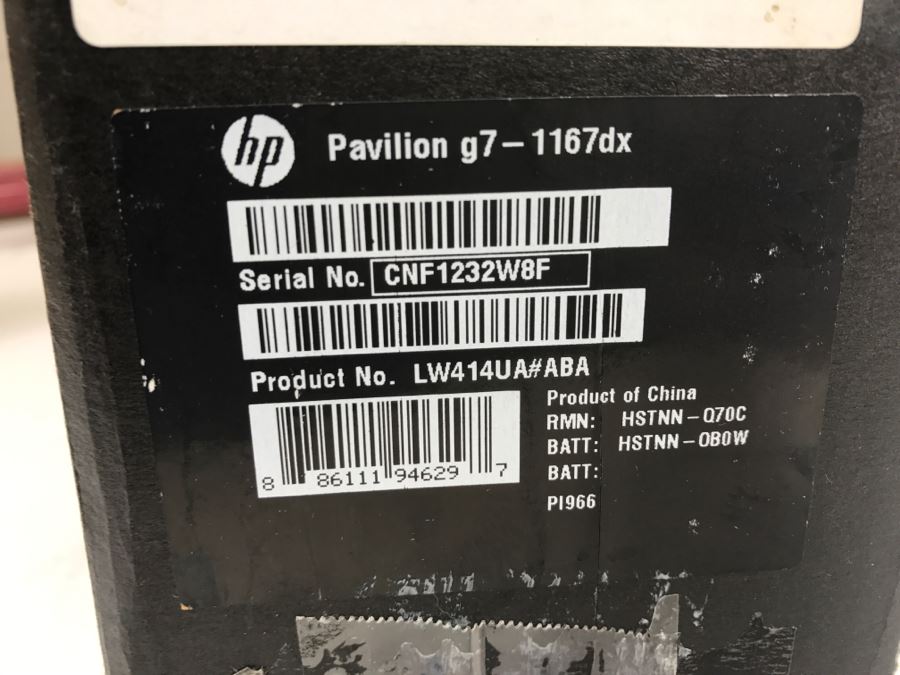 hp Pavilion g7-1167dx
Serial No. CNF1232W8F
Product No. LW414UA#ABA
Product of China
RMN: HSTNN-Q70C
BATT: HSTNN-OB0W
BATT:
PI966
8 86111 94629 7